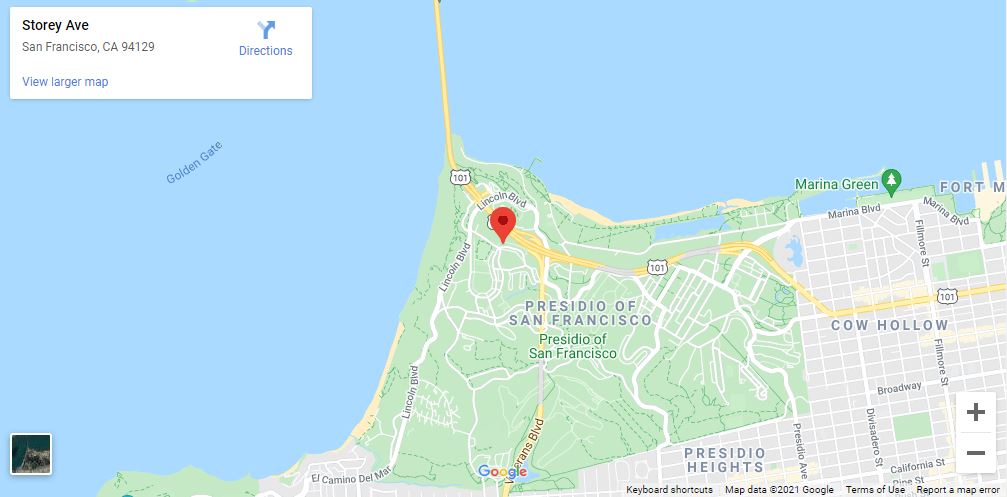 Storey Ave
San Francisco, CA 94129
Directions
View larger map
Golden Gate
101
Lincoln Blvd
Marina Green
FORT M
Marina Blvd
Marina Blvd
Lincoln Blvd
101
Fillmore St
101
PRESIDIO OF
SAN FRANCISCO
COW HOLLOW
Presidio of
San Francisco
Fillmore St
Lincoln Blvd
Broadway
Divisadero St
Presidio Ave
erans Blvd
PRESIDIO
HEIGHTS
El Camino Del Mar
California St
Pine St
Google
Keyboard shortcuts
Map data ©2021 Google
Terms of Use
Report a map error